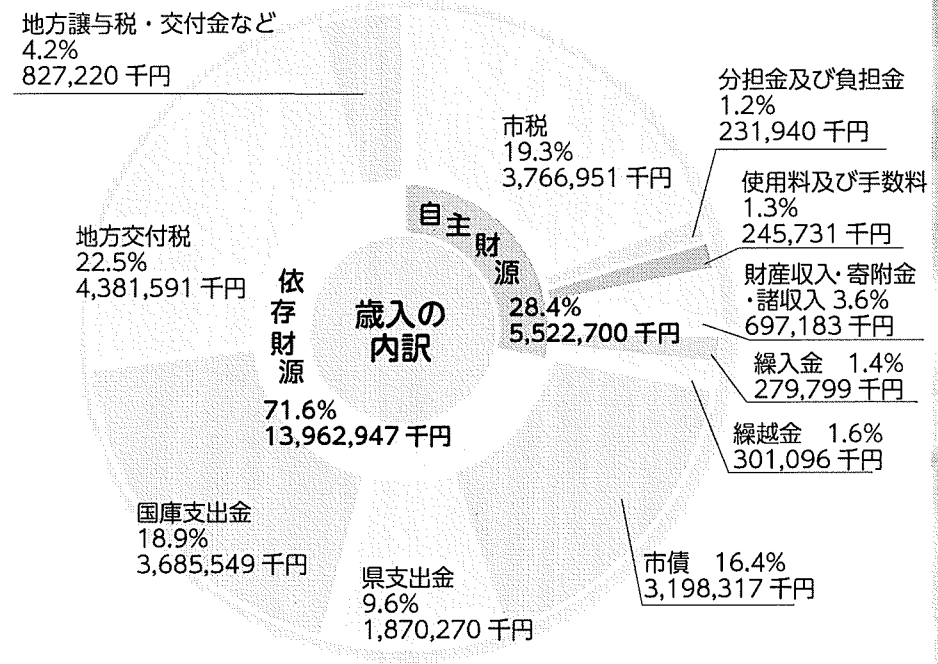 地方譲与税・交付金など
4.2%
827,220 千円
市税
19.3%
3,766,951 千円
分担金及び負担金
1.2%
231,940 千円
使用料及び手数料
1.3%
245,731 千円
財産収入・寄附金
・諸収入 3.6%
697,183 千円
繰入金 1.4%
279,799 千円
繰越金 1.6%
301,096 千円
自主財源
28.4%
5,522,700 千円
歳入の
内訳
依存財源
71.6%
13,962,947 千円
地方交付税
22.5%
4,381,591 千円
国庫支出金
18.9%
3,685,549 千円
県支出金
9.6%
1,870,270 千円
市債 16.4%
3,198,317 千円